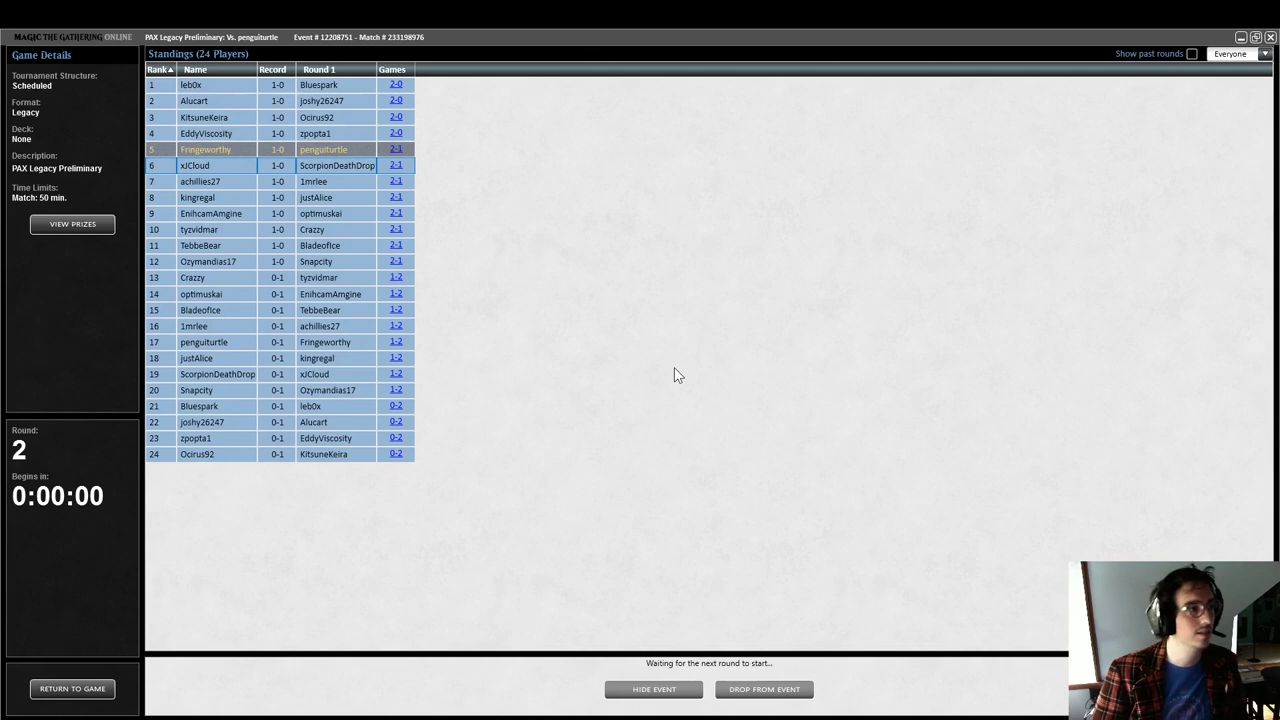 MAGIC THE GATHERING ONLINE PAX Legacy Preliminary: Vs. penguiturtle Event # 12208751 - Match # 233198976
Game Details
Tournament Structure:
Scheduled
Format:
Legacy
Deck:
None
Description:
PAX Legacy Preliminary
Time Limits:
Match: 50 min.
VIEW PRIZES
Round:
2
Begins in:
0:00:00
RETURN TO GAME
Standings (24 Players) Show past rounds Everyone
Rank Name Record Round 1 Games
1 leb0x 1-0 Bluespark 2-0
2 Alucart 1-0 joshy26247 2-0
3 KitsuneKeira 1-0 Ocirus92 2-0
4 EddyViscosity 1-0 zpopta1 2-0
5 Fringeworthy 1-0 penguiturtle 2-1
6 xJCloud 1-0 ScorpionDeathDrop 2-1
7 achillies27 1-0 1mrlee 2-1
8 kingregal 1-0 justAlice 2-1
9 EnihcamAmgine 1-0 optimuskai 2-1
10 tyzvidmar 1-0 Crazzy 2-1
11 TebbeBear 1-0 BladeofIce 2-1
12 Ozymandias17 1-0 Snapcity 2-1
13 Crazzy 0-1 tyzvidmar 1-2
14 optimuskai 0-1 EnihcamAmgine 1-2
15 BladeofIce 0-1 TebbeBear 1-2
16 1mrlee 0-1 achillies27 1-2
17 penguiturtle 0-1 Fringeworthy 1-2
18 justAlice 0-1 kingregal 1-2
19 ScorpionDeathDrop 0-1 xJCloud 1-2
20 Snapcity 0-1 Ozymandias17 1-2
21 Bluespark 0-1 leb0x 0-2
22 joshy26247 0-1 Alucart 0-2
23 zpopta1 0-1 EddyViscosity 0-2
24 Ocirus92 0-1 KitsuneKeira 0-2
Waiting for the next round to start...
HIDE EVENT DROP FROM EVENT